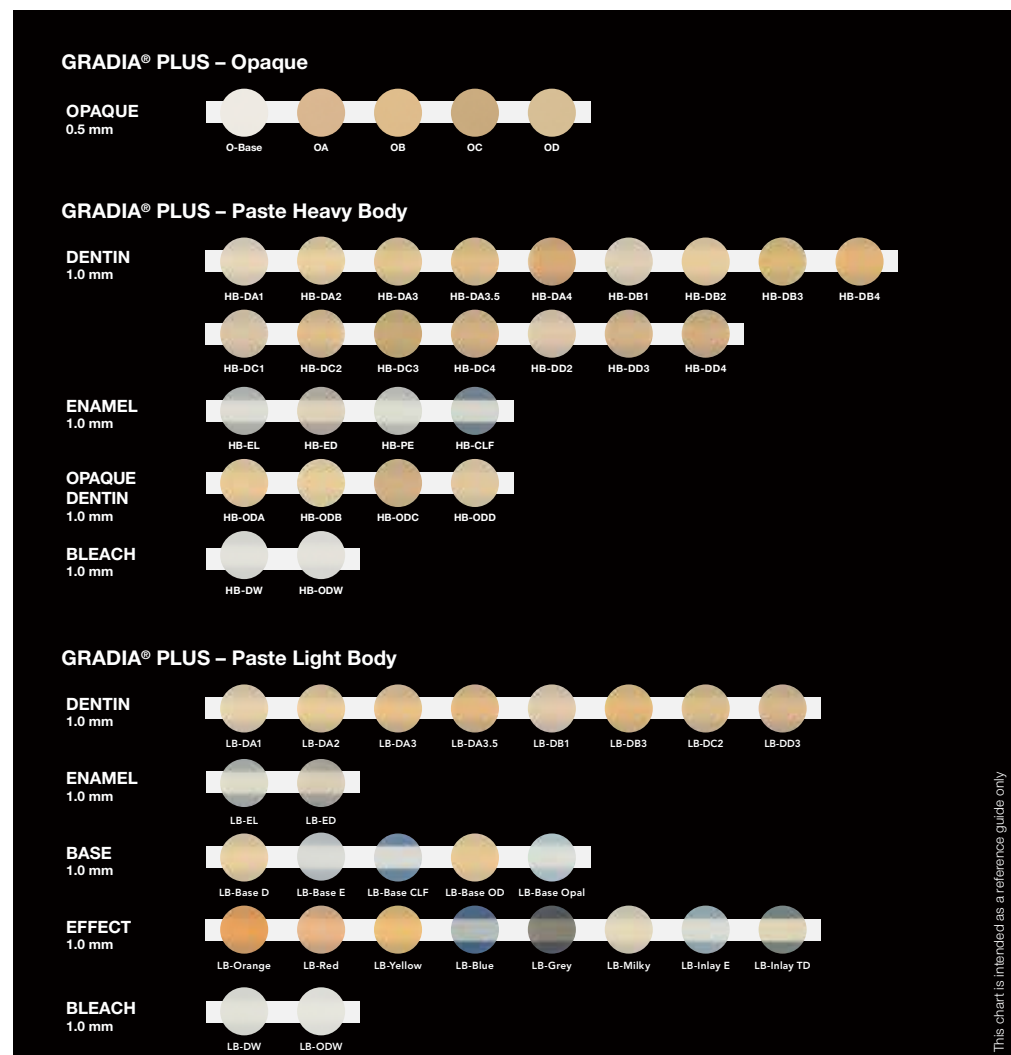 GRADIA® PLUS – Opaque
OPAQUE
0.5 mm
O-Base OA OB OC OD
GRADIA® PLUS – Paste Heavy Body
DENTIN
1.0 mm
HB-DA1 HB-DA2 HB-DA3 HB-DA3.5 HB-DA4 HB-DB1 HB-DB2 HB-DB3 HB-DB4
HB-DC1 HB-DC2 HB-DC3 HB-DC4 HB-DD2 HB-DD3 HB-DD4
ENAMEL
1.0 mm
HB-EL HB-ED HB-PE HB-CLF
OPAQUE
DENTIN
1.0 mm
HB-ODA HB-ODB HB-ODC HB-ODD
BLEACH
1.0 mm
HB-DW HB-ODW
GRADIA® PLUS – Paste Light Body
DENTIN
1.0 mm
LB-DA1 LB-DA2 LB-DA3 LB-DA3.5 LB-DB1 LB-DB3 LB-DC2 LB-DD3
ENAMEL
1.0 mm
LB-EL LB-ED
BASE
1.0 mm
LB-Base D LB-Base E LB-Base CLF LB-Base OD LB-Base Opal
EFFECT
1.0 mm
LB-Orange LB-Red LB-Yellow LB-Blue LB-Grey LB-Milky LB-Inlay E LB-Inlay TD
BLEACH
1.0 mm
LB-DW LB-ODW
This chart is intended as a reference guide only